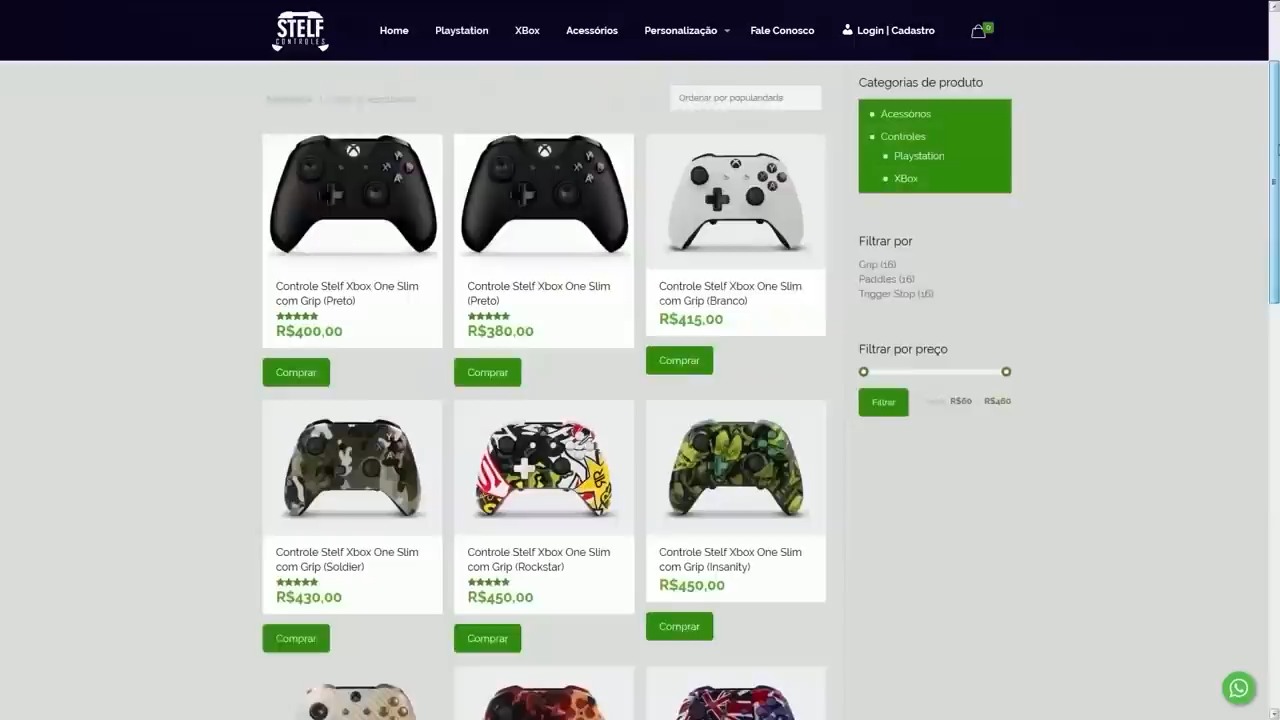 STELF
CONTROLES
Home
Playstation
XBox
Acessórios
Personalização
Fale Conosco
Login | Cadastro
0
Ordenar por popularidade
Controle Stelf Xbox One Slim
com Grip (Preto)
R$400,00
Comprar
Controle Stelf Xbox One Slim
(Preto)
R$380,00
Comprar
Controle Stelf Xbox One Slim
com Grip (Branco)
R$415,00
Comprar
Controle Stelf Xbox One Slim
com Grip (Soldier)
R$430,00
Comprar
Controle Stelf Xbox One Slim
com Grip (Rockstar)
R$450,00
Comprar
Controle Stelf Xbox One Slim
com Grip (Insanity)
R$450,00
Comprar
Categorias de produto
Acessórios
Controles
Playstation
XBox
Filtrar por
Grip (16)
Paddles (16)
Trigger Stop (16)
Filtrar por preço
Filtrar
R$60
R$460